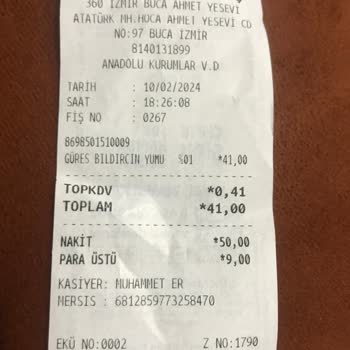 360 İZMİR BUCA AHMET YESEVİ
ATATÜRK MH.HOCA AHMET YESEVİ CD
NO:97 BUCA İZMİR
8140131899
ANADOLU KURUMLAR V.D
TARİH : 10/02/2024
SAAT : 18:26:08
FİŞ NO : 0267
8698501510009
GÜRES BILDIRCIN YUMU %01 *41,00
TOPKDV *0,41
TOPLAM *41,00
NAKİT *50,00
PARA ÜSTÜ *9,00
KASİYER: MUHAMMET ER
MERSIS : 6812859773258470
EKÜ NO:0002 Z NO:1790